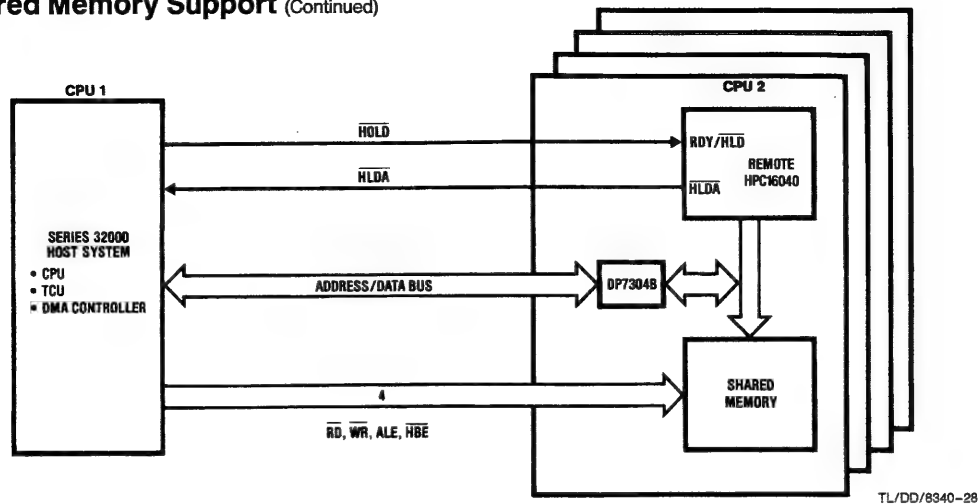 red Memory Support (Continued)
CPU 1
CPU 2
HOLD
RDY/HLD
REMOTE
HPC16040
HLDA
HLDA
SERIES 32000
HOST SYSTEM
• CPU
• TCU
• DMA CONTROLLER
ADDRESS/DATA BUS
DP7304B
4
SHARED
MEMORY
RD, WR, ALE, HBE
TL/DD/8340-28